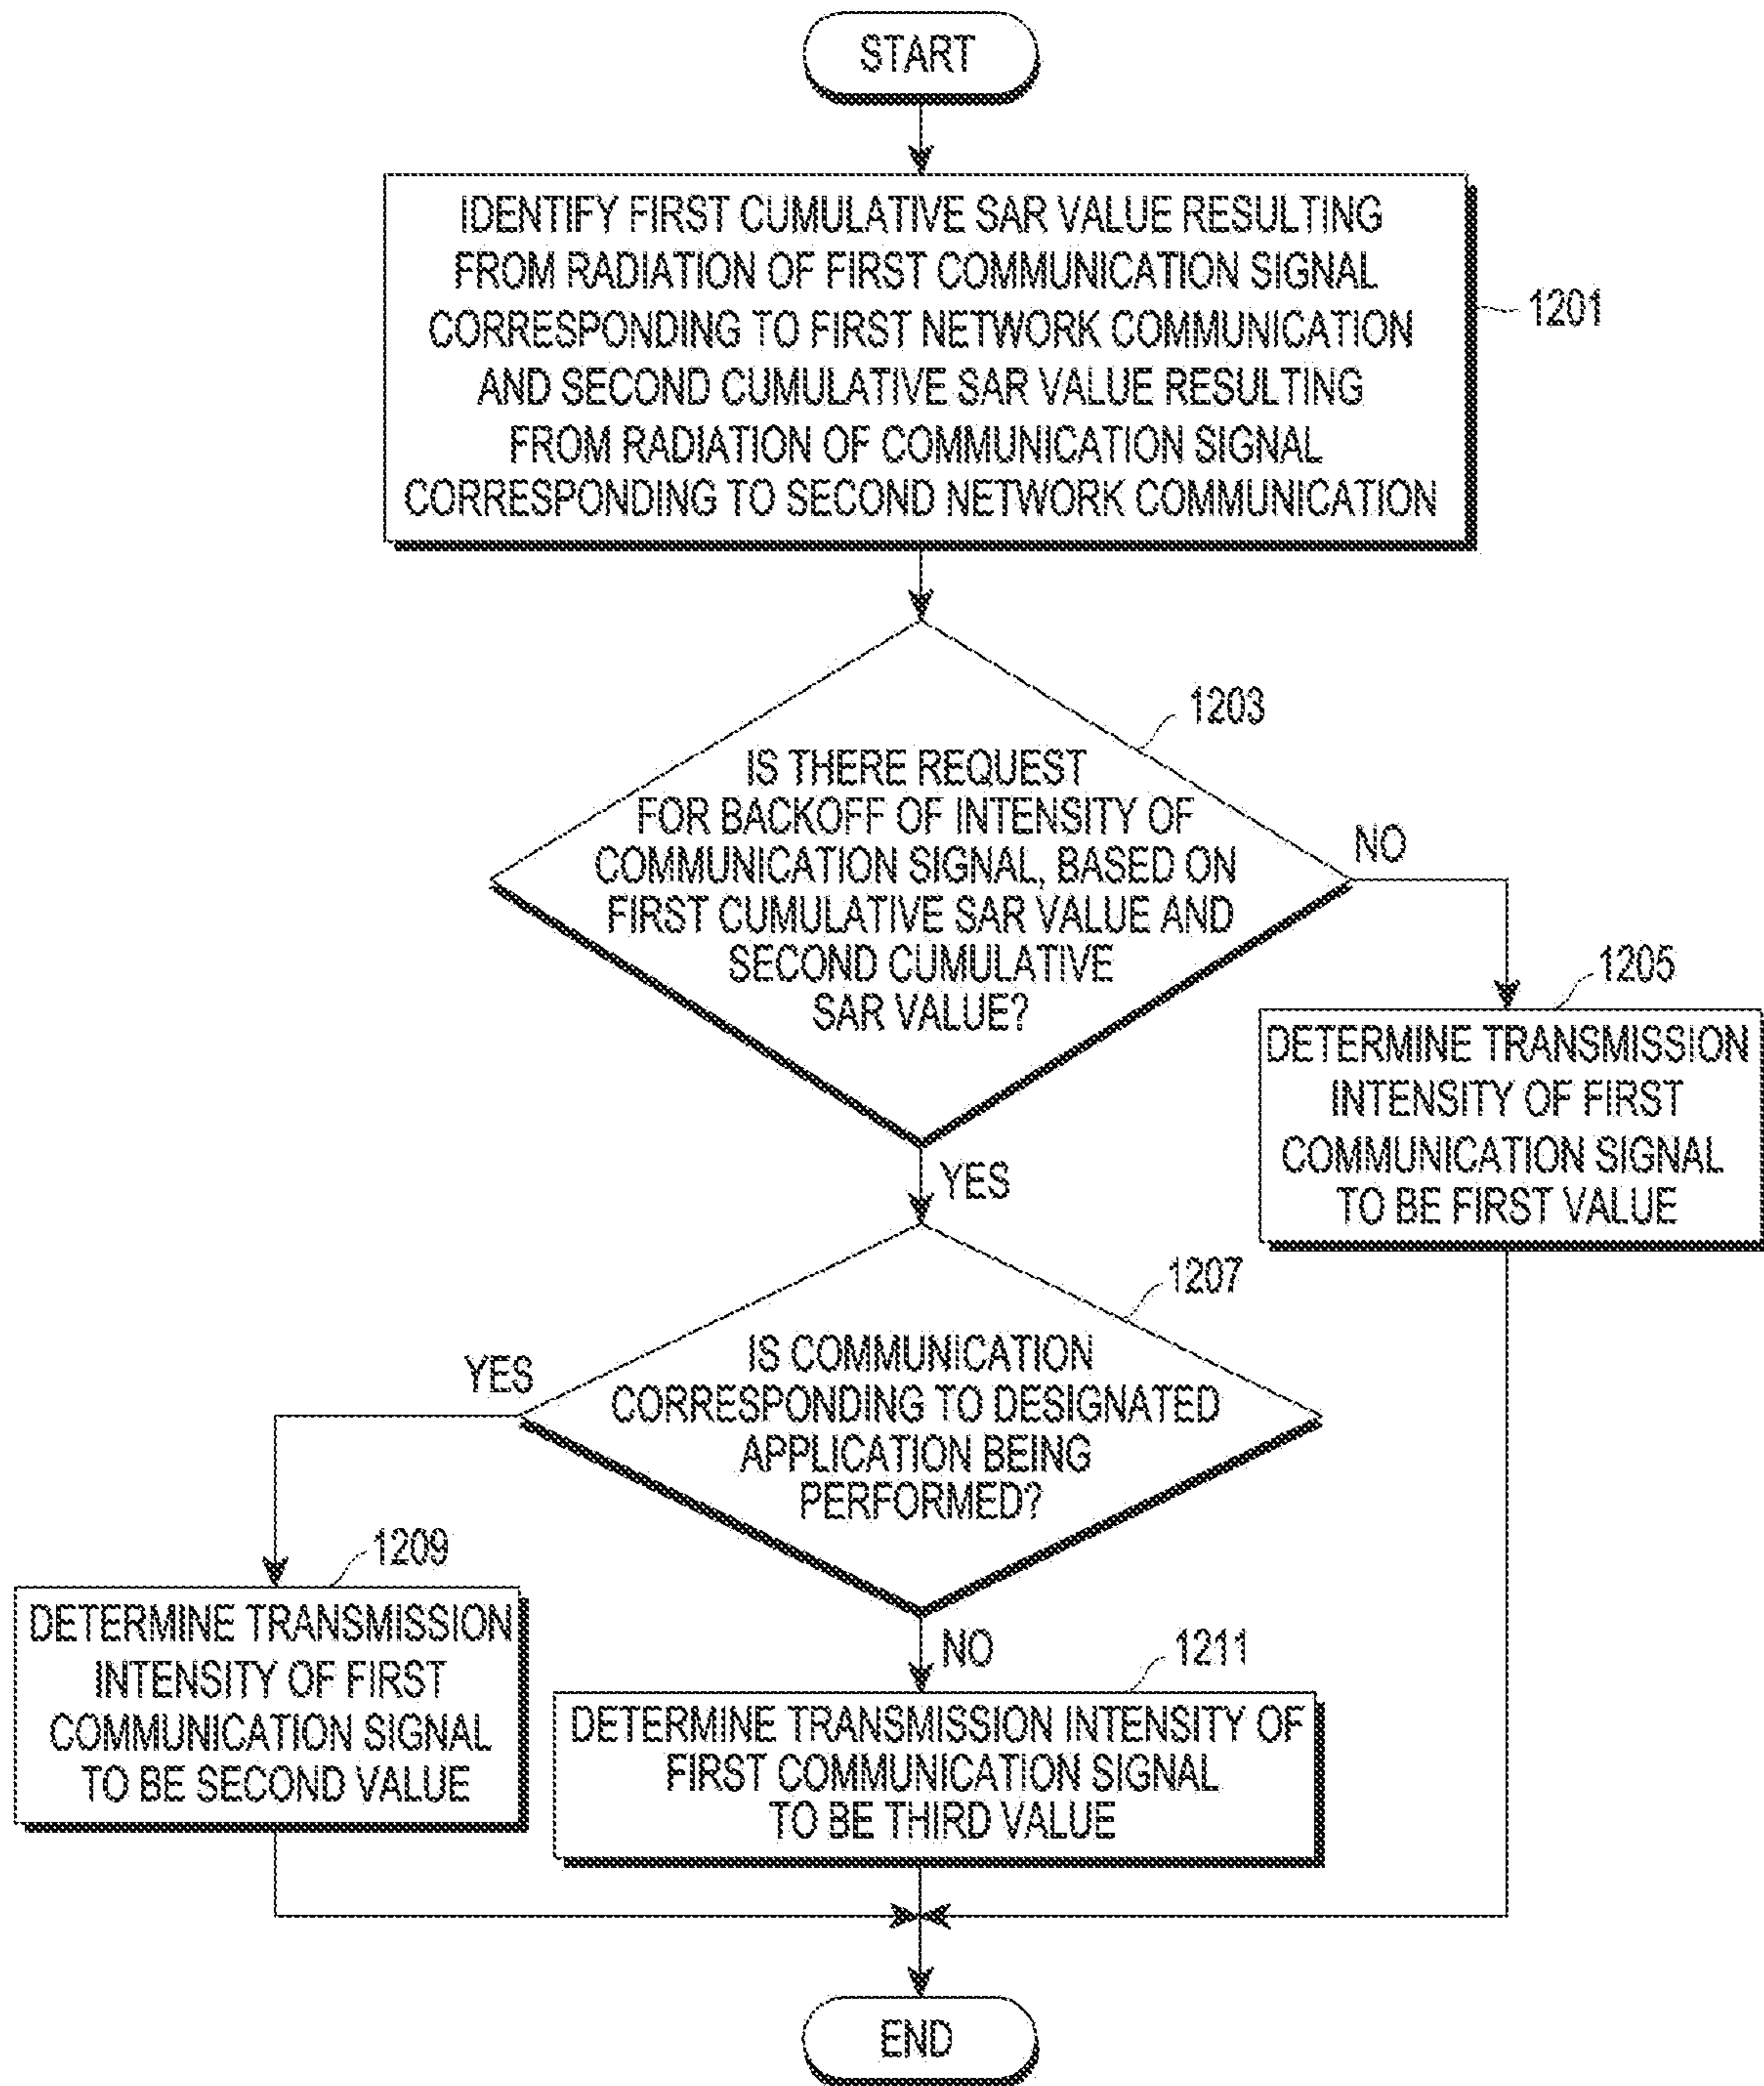 START
IDENTIFY FIRST CUMULATIVE SAR VALUE RESULTING
FROM RADIATION OF FIRST COMMUNICATION SIGNAL
CORRESPONDING TO FIRST NETWORK COMMUNICATION
AND SECOND CUMULATIVE SAR VALUE RESULTING
FROM RADIATION OF COMMUNICATION SIGNAL
CORRESPONDING TO SECOND NETWORK COMMUNICATION
1201
1203
IS THERE REQUEST
FOR BACKOFF OF INTENSITY OF
COMMUNICATION SIGNAL, BASED ON
FIRST CUMULATIVE SAR VALUE AND
SECOND CUMULATIVE
SAR VALUE?
NO
1205
DETERMINE TRANSMISSION
INTENSITY OF FIRST
COMMUNICATION SIGNAL
TO BE FIRST VALUE
YES
1207
IS COMMUNICATION
CORRESPONDING TO DESIGNATED
APPLICATION BEING
PERFORMED?
YES
1209
DETERMINE TRANSMISSION
INTENSITY OF FIRST
COMMUNICATION SIGNAL
TO BE SECOND VALUE
NO
1211
DETERMINE TRANSMISSION INTENSITY OF
FIRST COMMUNICATION SIGNAL
TO BE THIRD VALUE
END